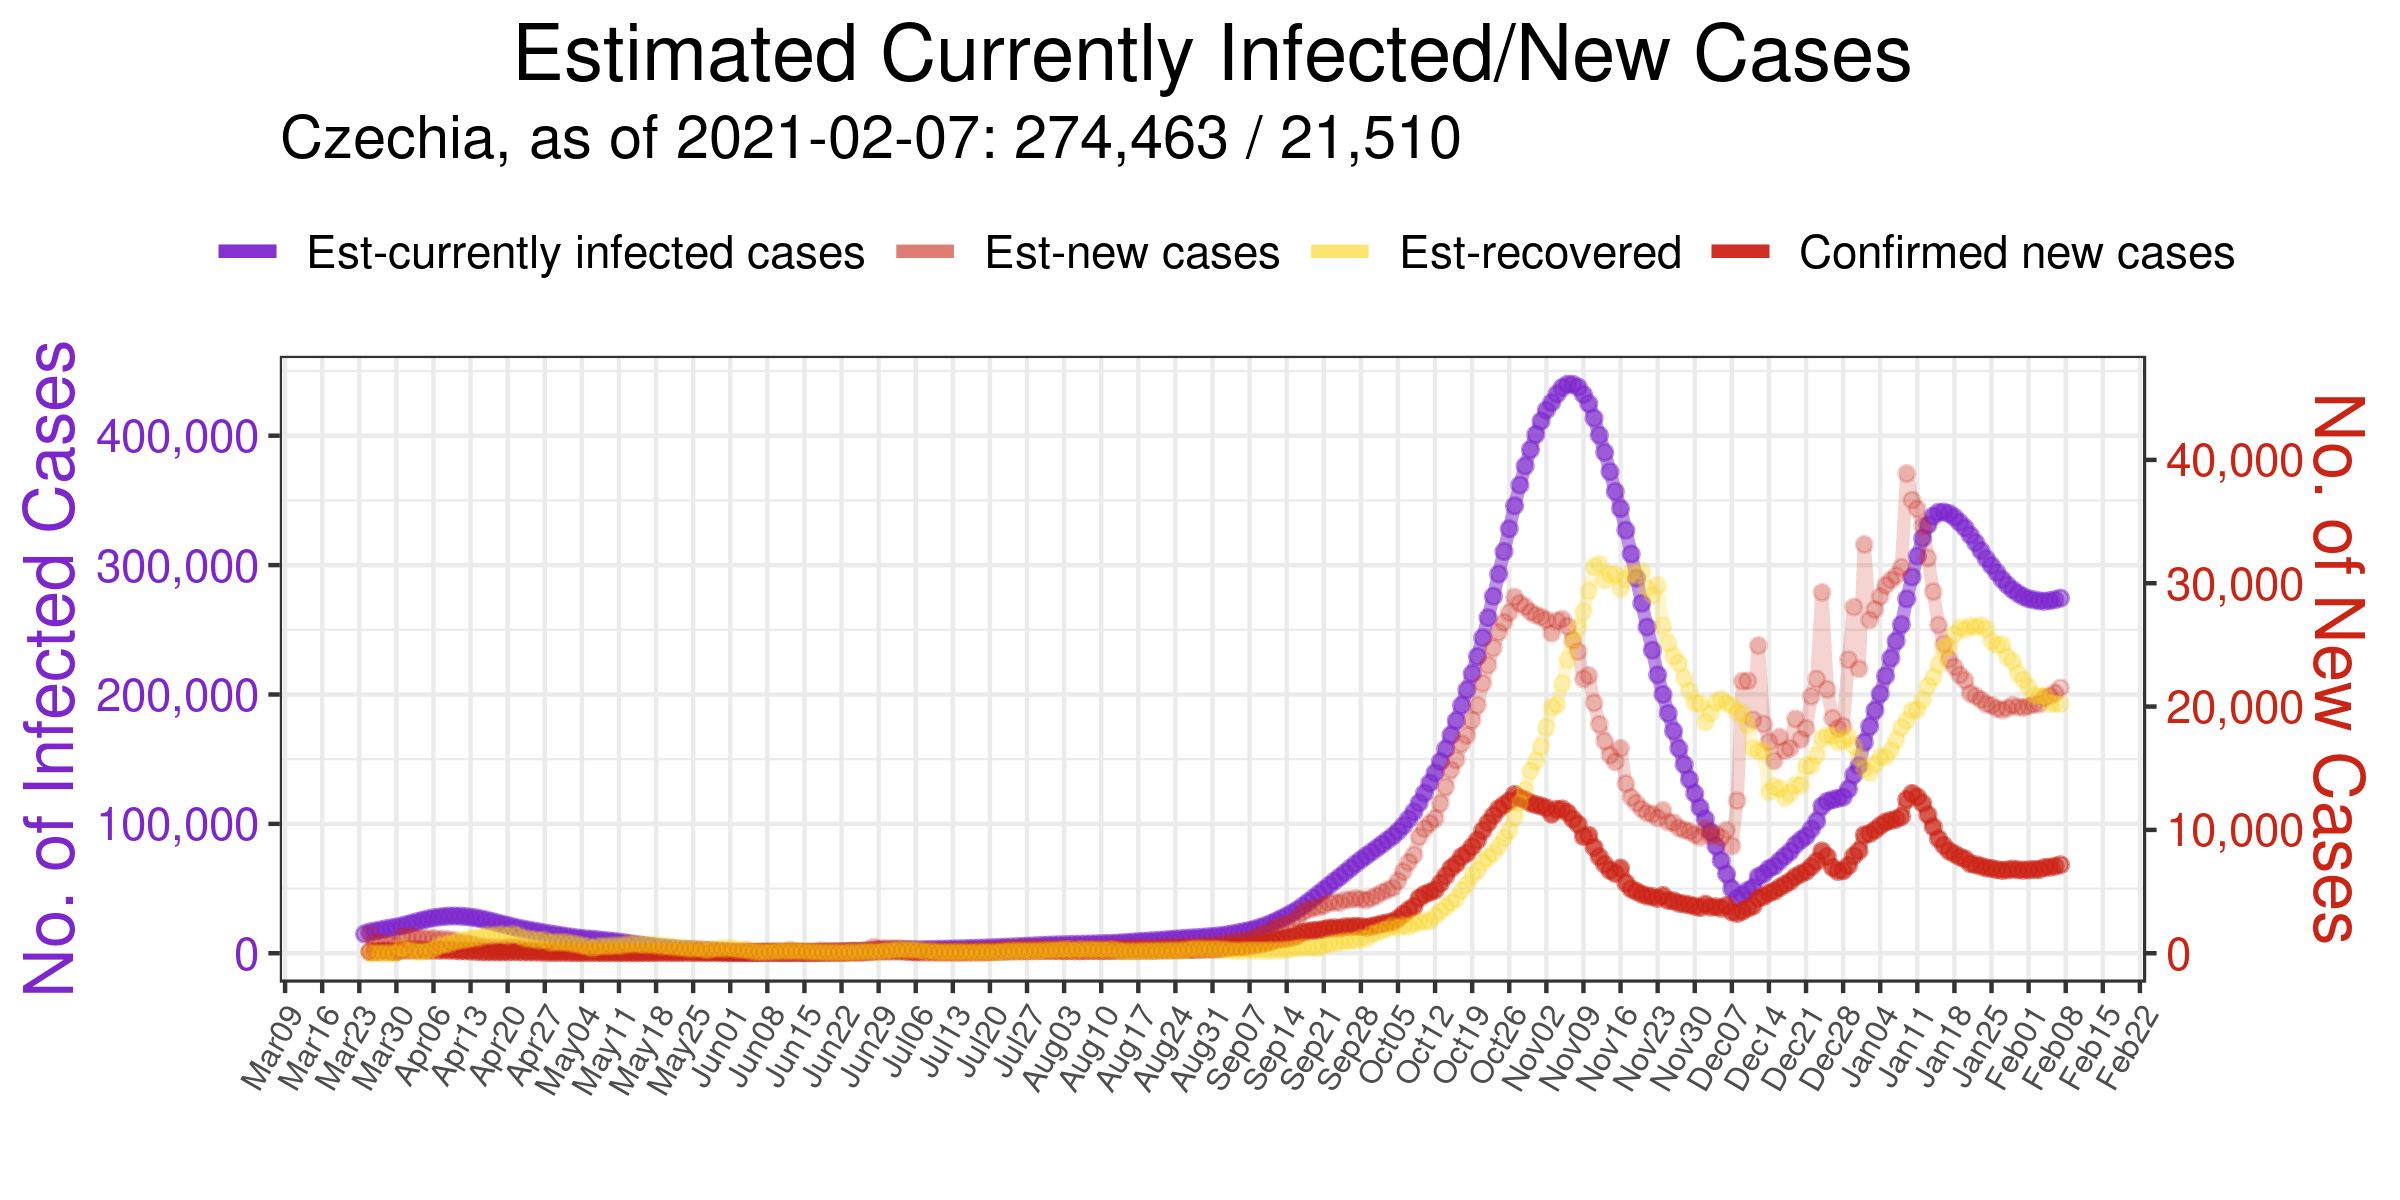 Estimated Currently Infected/New Cases
Czechia, as of 2021-02-07: 274,463 / 21,510
Est-currently infected cases Est-new cases Est-recovered Confirmed new cases
No. of Infected Cases
400,000
300,000
200,000
100,000
0
40,000
30,000
20,000
10,000
0
No. of New Cases
Mar09 Mar16 Mar23 Mar30 Apr06 Apr13 Apr20 Apr27 May04 May11 May18 May25 Jun01 Jun08 Jun15 Jun22 Jun29 Jul06 Jul13 Jul20 Jul27 Aug03 Aug10 Aug17 Aug24 Aug31 Sep07 Sep14 Sep21 Sep28 Oct05 Oct12 Oct19 Oct26 Nov02 Nov09 Nov16 Nov23 Nov30 Dec07 Dec14 Dec21 Dec28 Jan04 Jan11 Jan18 Jan25 Feb01 Feb08 Feb15 Feb22